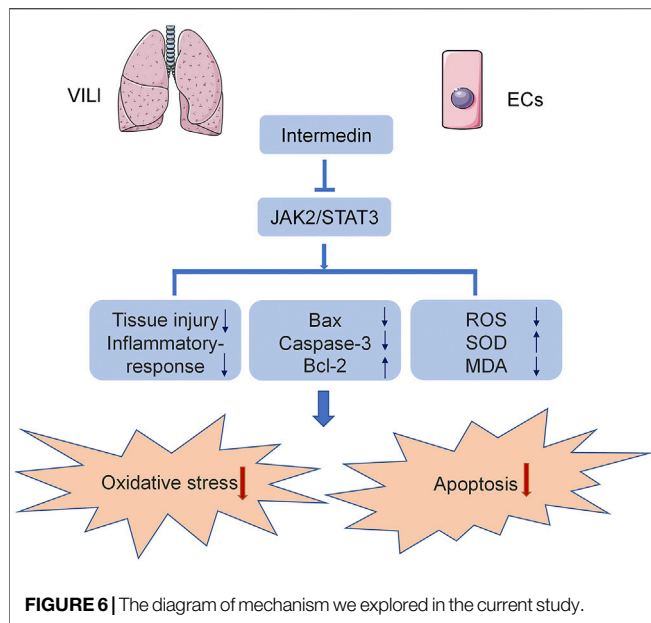 VILI
ECs
Intermedin
JAK2/STAT3
Tissue injury ↓
Inflammatory-
response ↓
Bax ↓
Caspase-3 ↓
Bcl-2 ↑
ROS ↓
SOD ↑
MDA ↓
Oxidative stress ↓
Apoptosis ↓
FIGURE 6 | The diagram of mechanism we explored in the current study.